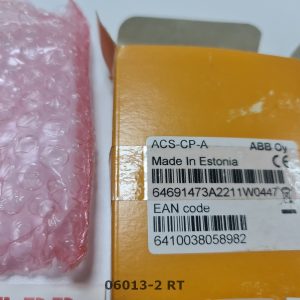 ACS-CP-A ABB Oy
Made In Estonia
64691473A2211W0447
EAN code
6410038058982
06013-2 RT